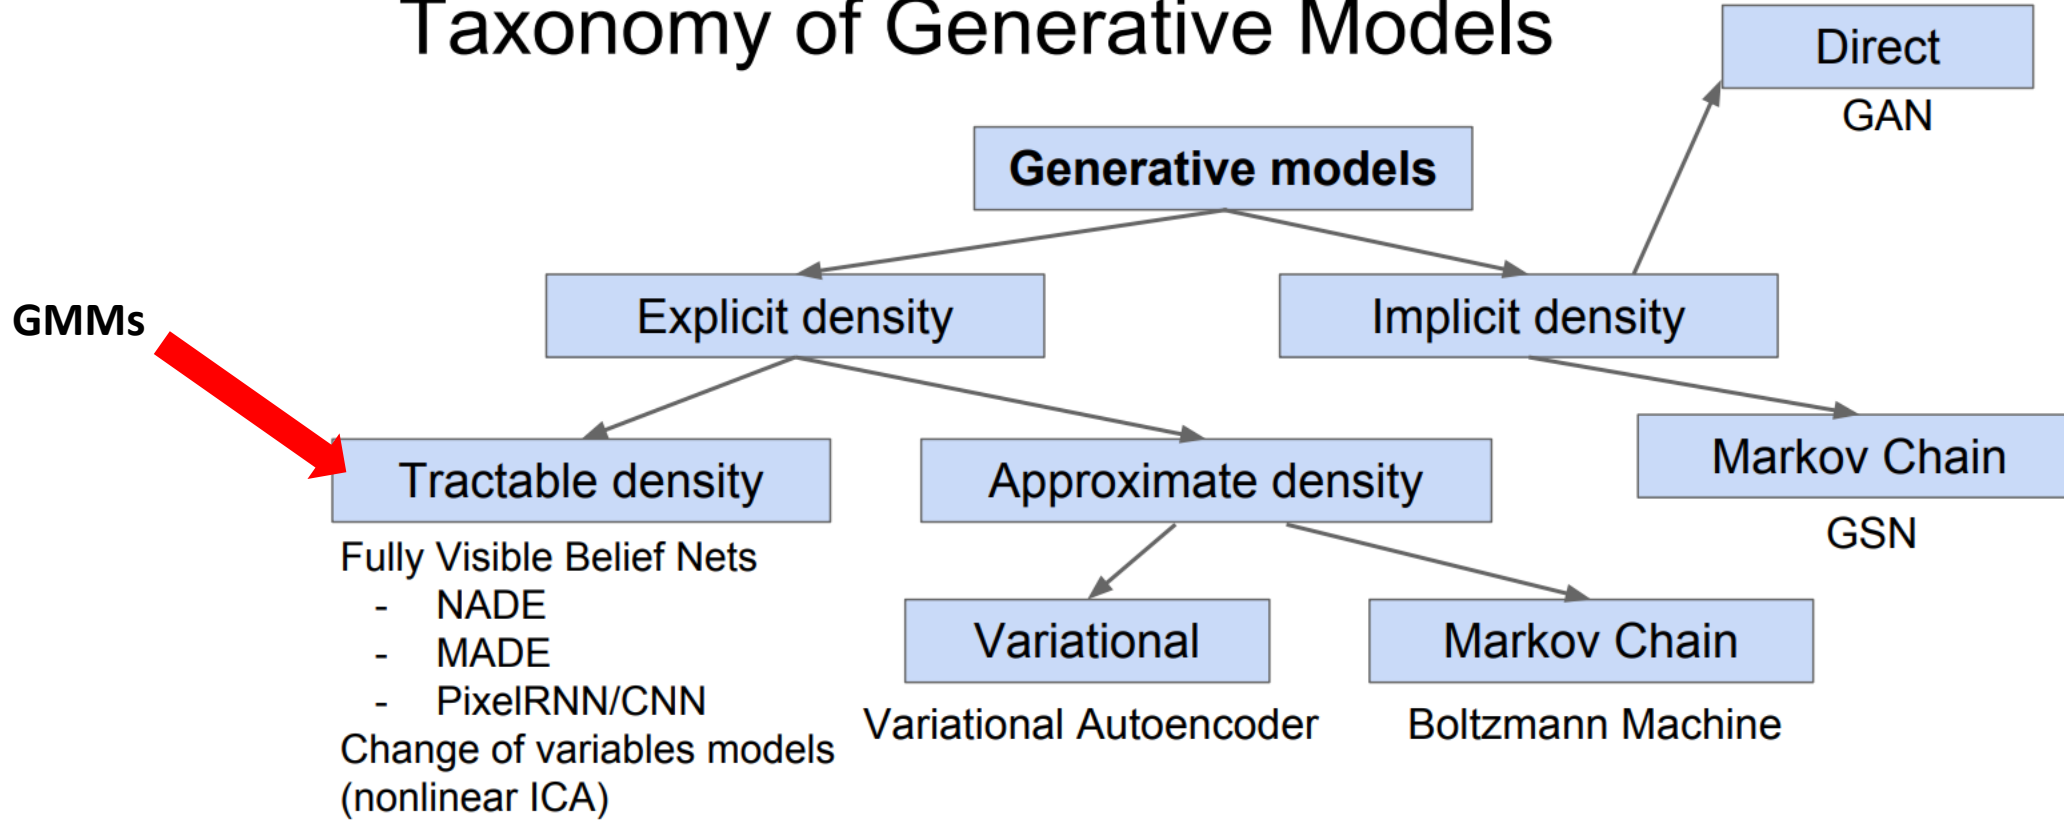 Taxonomy of Generative Models
Direct
GAN
Generative models
Explicit density
Implicit density
GMMs
Tractable density
Approximate density
Markov Chain
GSN
Fully Visible Belief Nets
- NADE
- MADE
- PixelRNN/CNN
Change of variables models
(nonlinear ICA)
Variational
Markov Chain
Variational Autoencoder
Boltzmann Machine